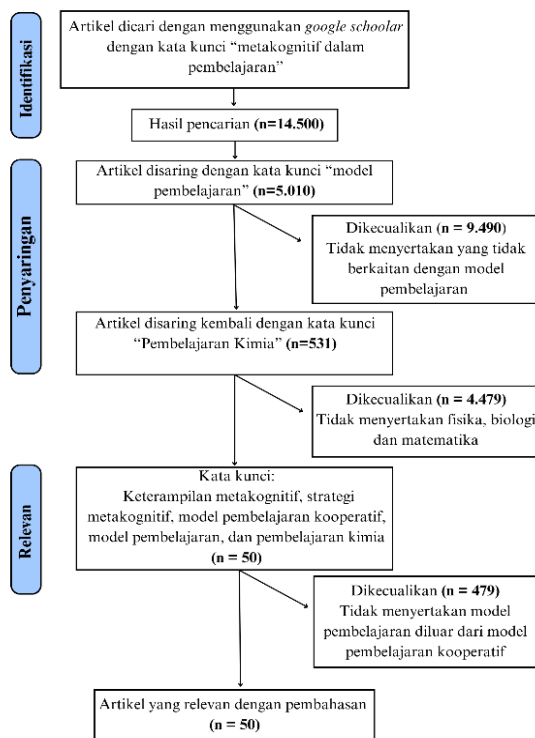 Identifikasi
Artikel dicari dengan menggunakan google schoolar
dengan kata kunci “metakognitif dalam
pembelajaran”
Hasil pencarian (n=14.500)
Penyaringan
Artikel disaring dengan kata kunci “model
pembelajaran” (n=5.010)
Dikecualikan (n = 9.490)
Tidak menyertakan yang tidak
berkaitan dengan model
pembelajaran
Artikel disaring kembali dengan kata kunci
“Pembelajaran Kimia” (n=531)
Dikecualikan (n = 4.479)
Tidak menyertakan fisika, biologi
dan matematika
Relevan
Kata kunci:
Keterampilan metakognitif, strategi
metakognitif, model pembelajaran kooperatif,
model pembelajaran, dan pembelajaran kimia
(n = 50)
Dikecualikan (n = 479)
Tidak menyertakan model
pembelajaran diluar dari model
pembelajaran kooperatif
Artikel yang relevan dengan pembahasan
(n = 50)